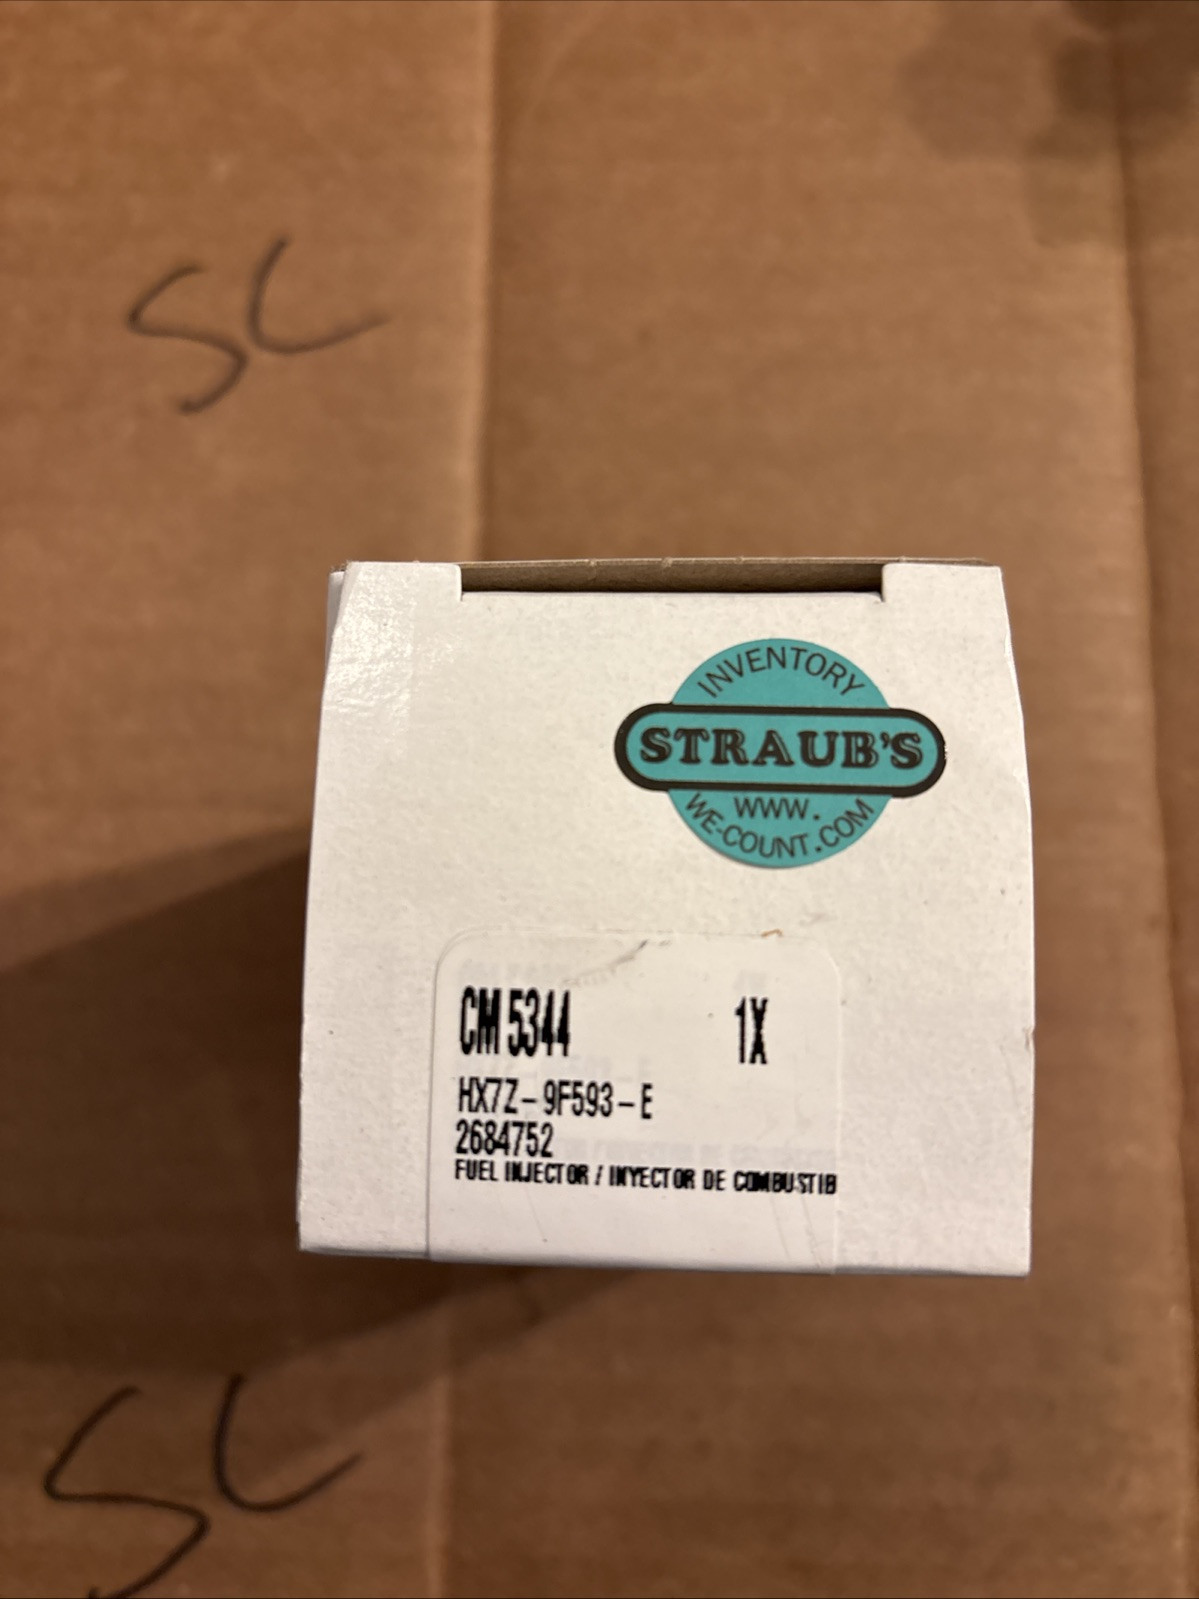 SC
INVENTORY
STRAUB'S
WWW.
WE-COUNT.COM
CM 5344 1X
HX7Z-9F593-E
2684752
FUEL INJECTOR / INYECTOR DE COMBUSTIB
SC